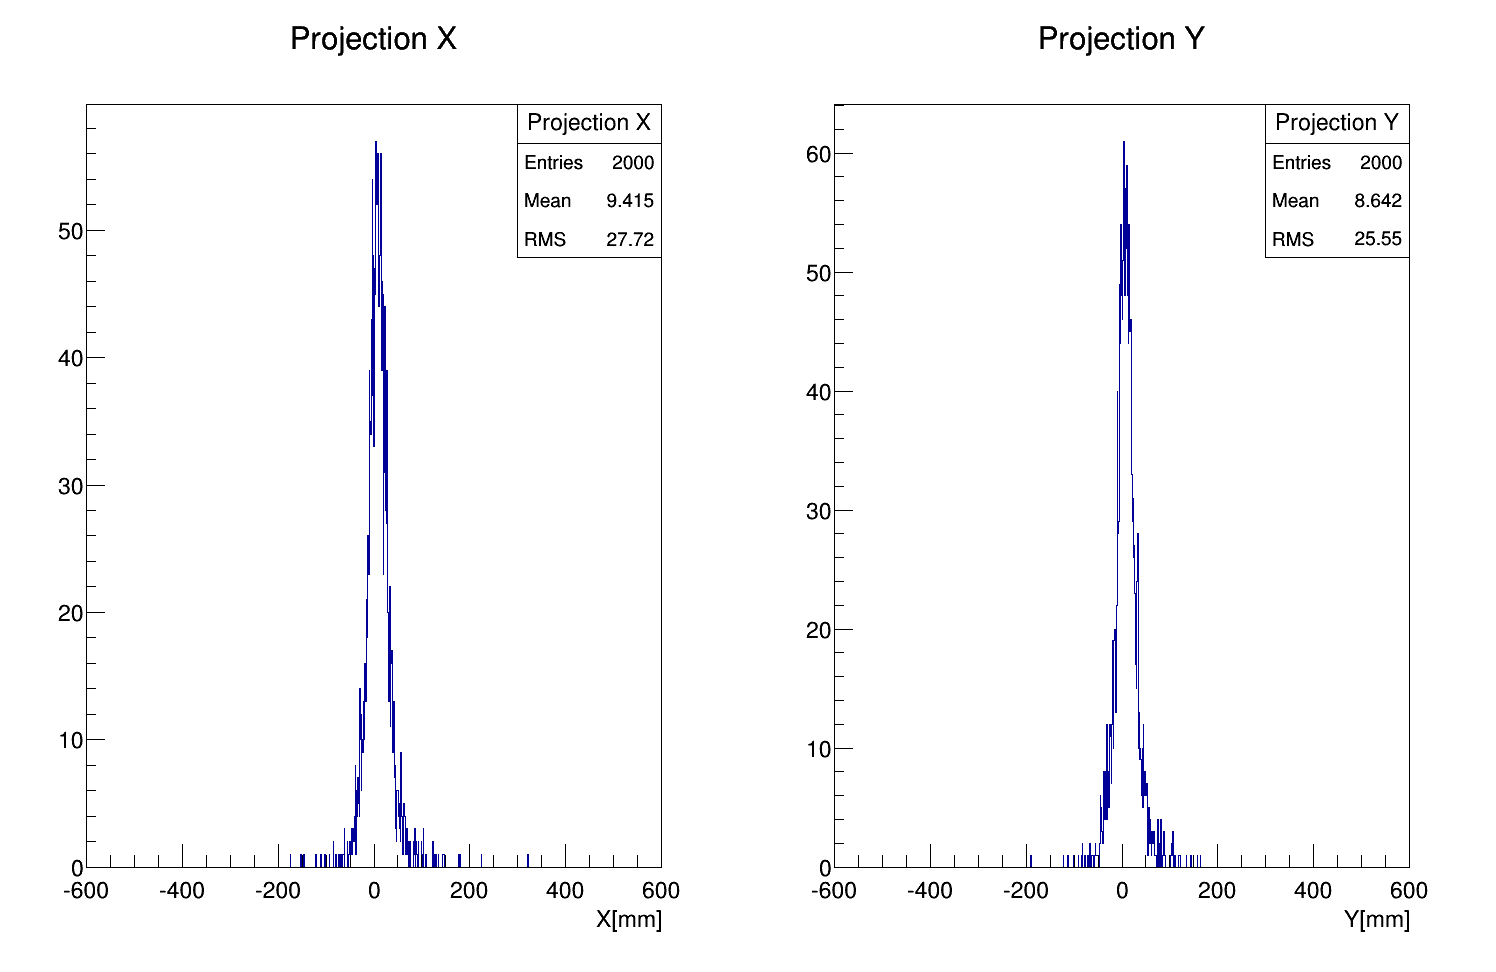 Projection X
Projection X
Entries 2000
Mean 9.415
RMS 27.72
50
40
30
20
10
0
-600 -400 -200 0 200 400 600
X[mm]
Projection Y
Projection Y
Entries 2000
Mean 8.642
RMS 25.55
60
50
40
30
20
10
0
-600 -400 -200 0 200 400 600
Y[mm]